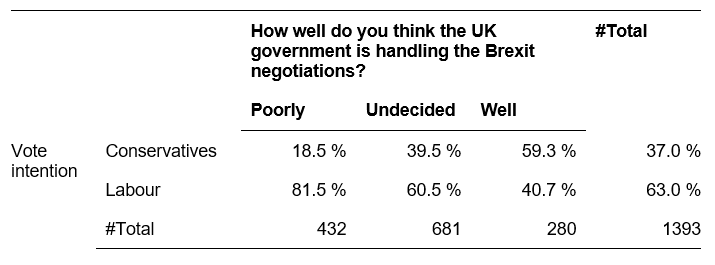 How well do you think the UK #Total
government is handling the Brexit
negotiations?
Poorly Undecided Well
Vote Conservatives 18.5 % 39.5 % 59.3 % 37.0 %
intention
Labour 81.5 % 60.5 % 40.7 % 63.0 %
#Total 432 681 280 1393